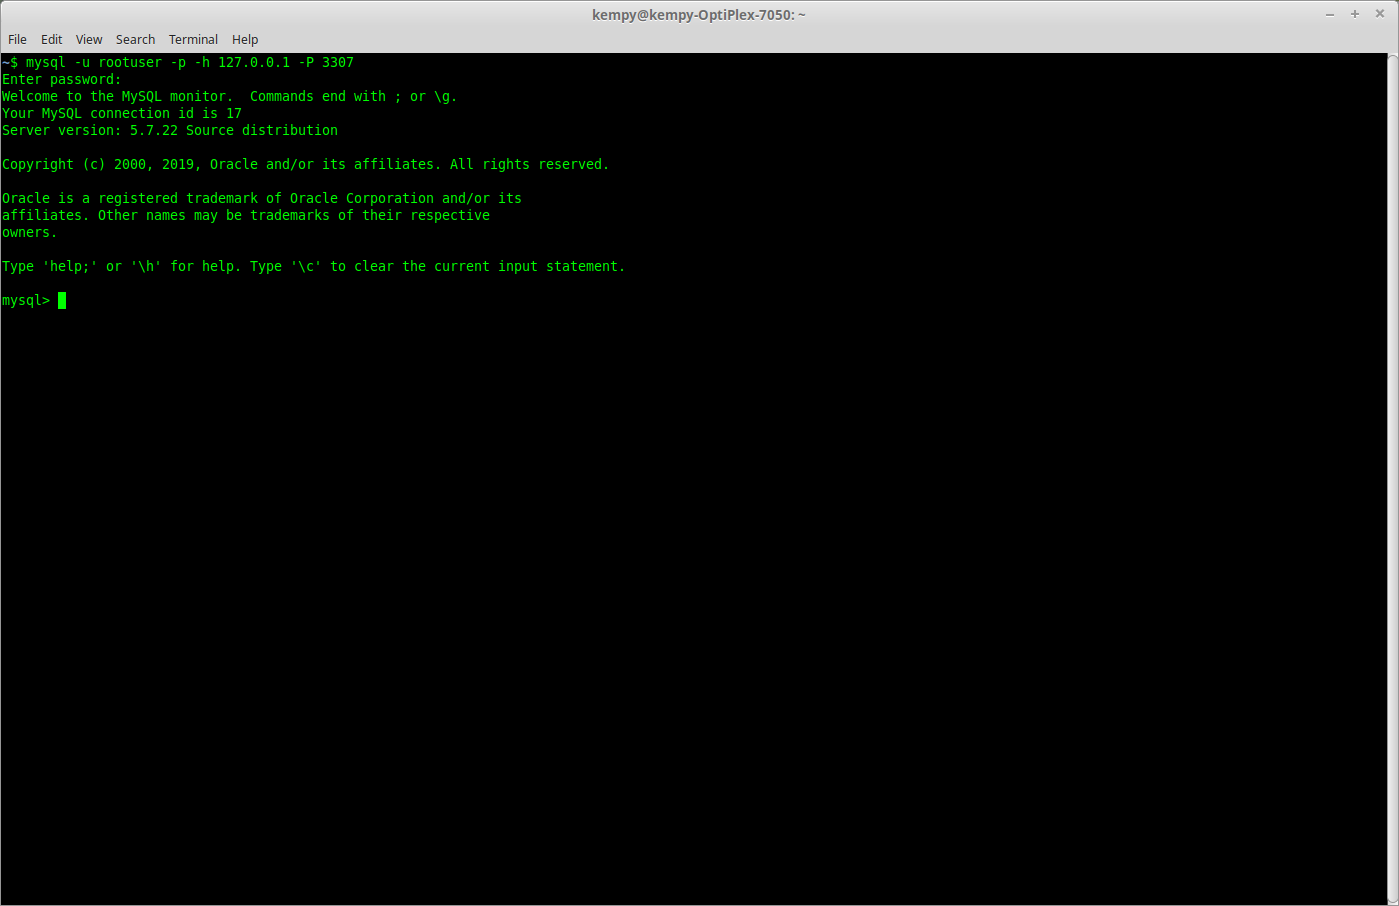 kempy@kempy-OptiPlex-7050: ~
File Edit View Search Terminal Help
~$ mysql -u rootuser -p -h 127.0.0.1 -P 3307
Enter password:
Welcome to the MySQL monitor.  Commands end with ; or \g.
Your MySQL connection id is 17
Server version: 5.7.22 Source distribution
Copyright (c) 2000, 2019, Oracle and/or its affiliates. All rights reserved.
Oracle is a registered trademark of Oracle Corporation and/or its
affiliates. Other names may be trademarks of their respective
owners.
Type 'help;' or '\h' for help. Type '\c' to clear the current input statement.
mysql>